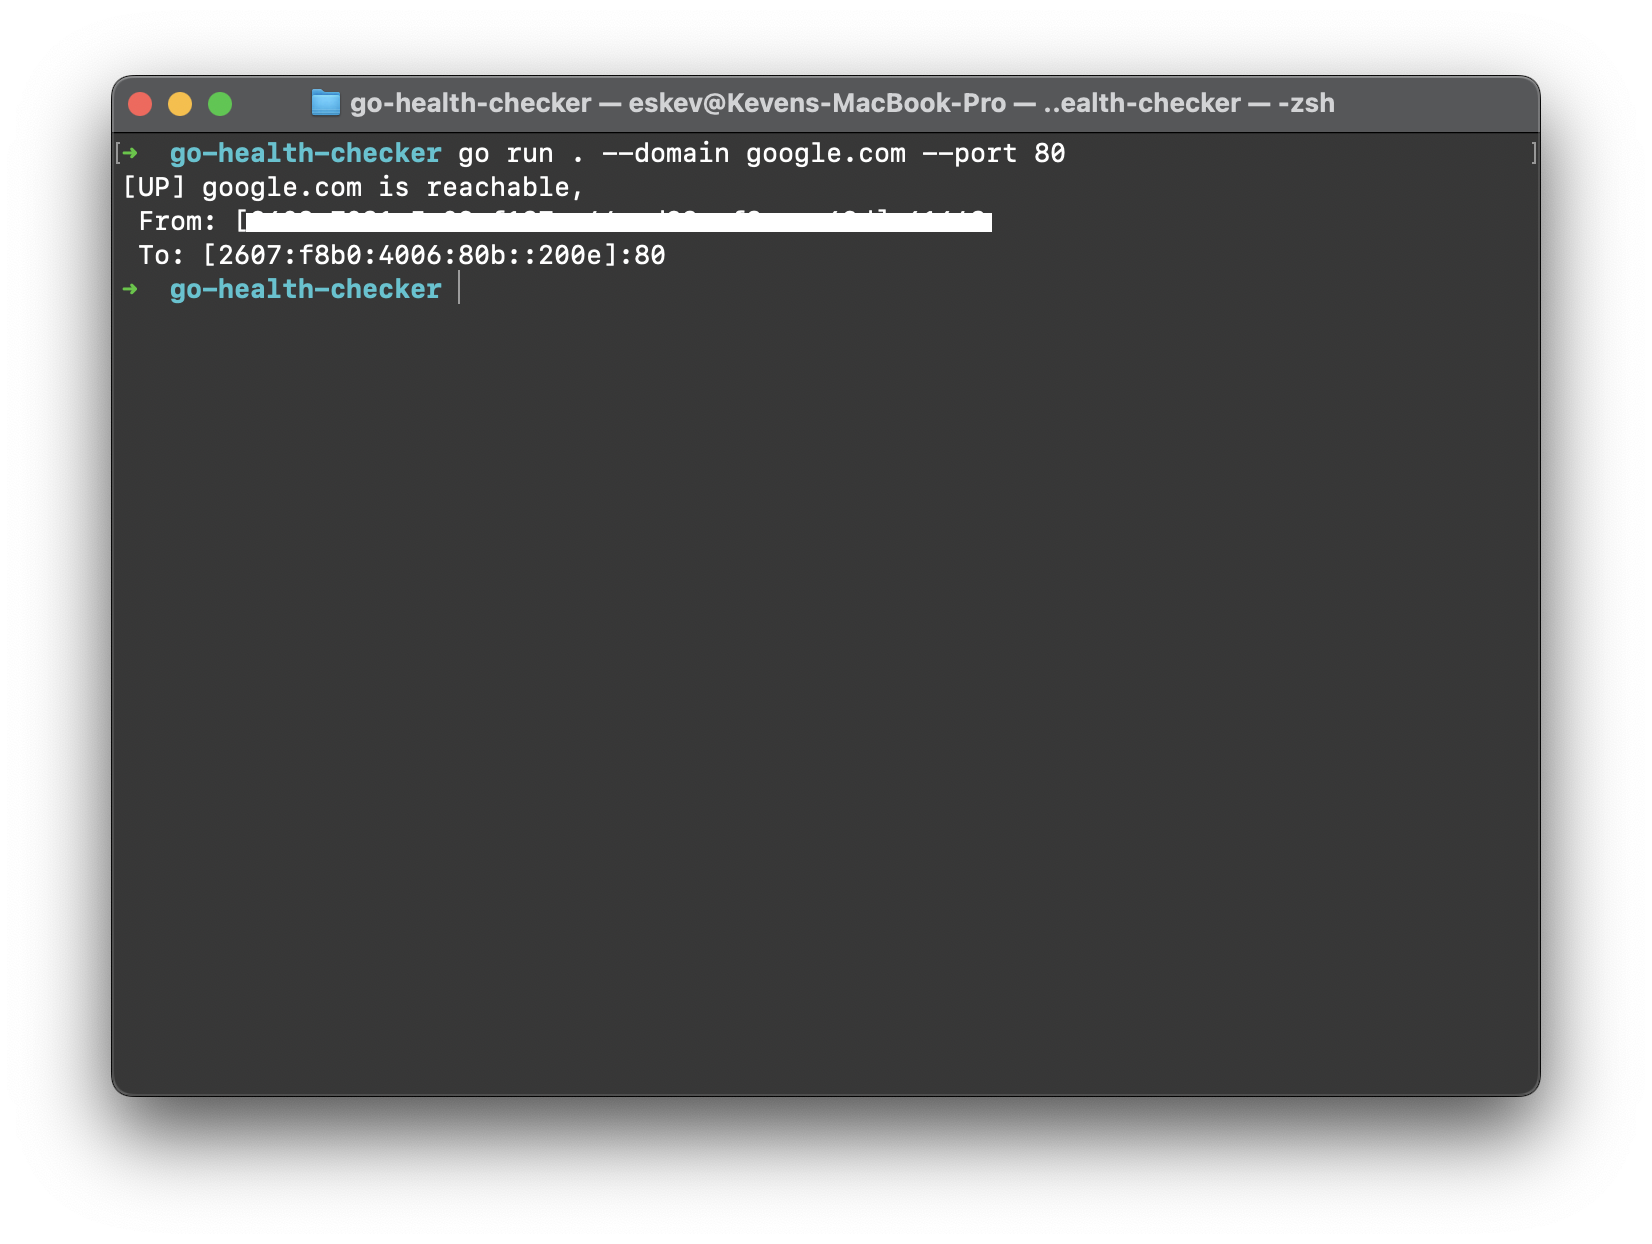 go-health-checker — eskev@Kevens-MacBook-Pro — ..ealth-checker — -zsh
[➜  go-health-checker go run . --domain google.com --port 80 ]
[UP] google.com is reachable,
From: [
To: [2607:f8b0:4006:80b::200e]:80
➜  go-health-checker